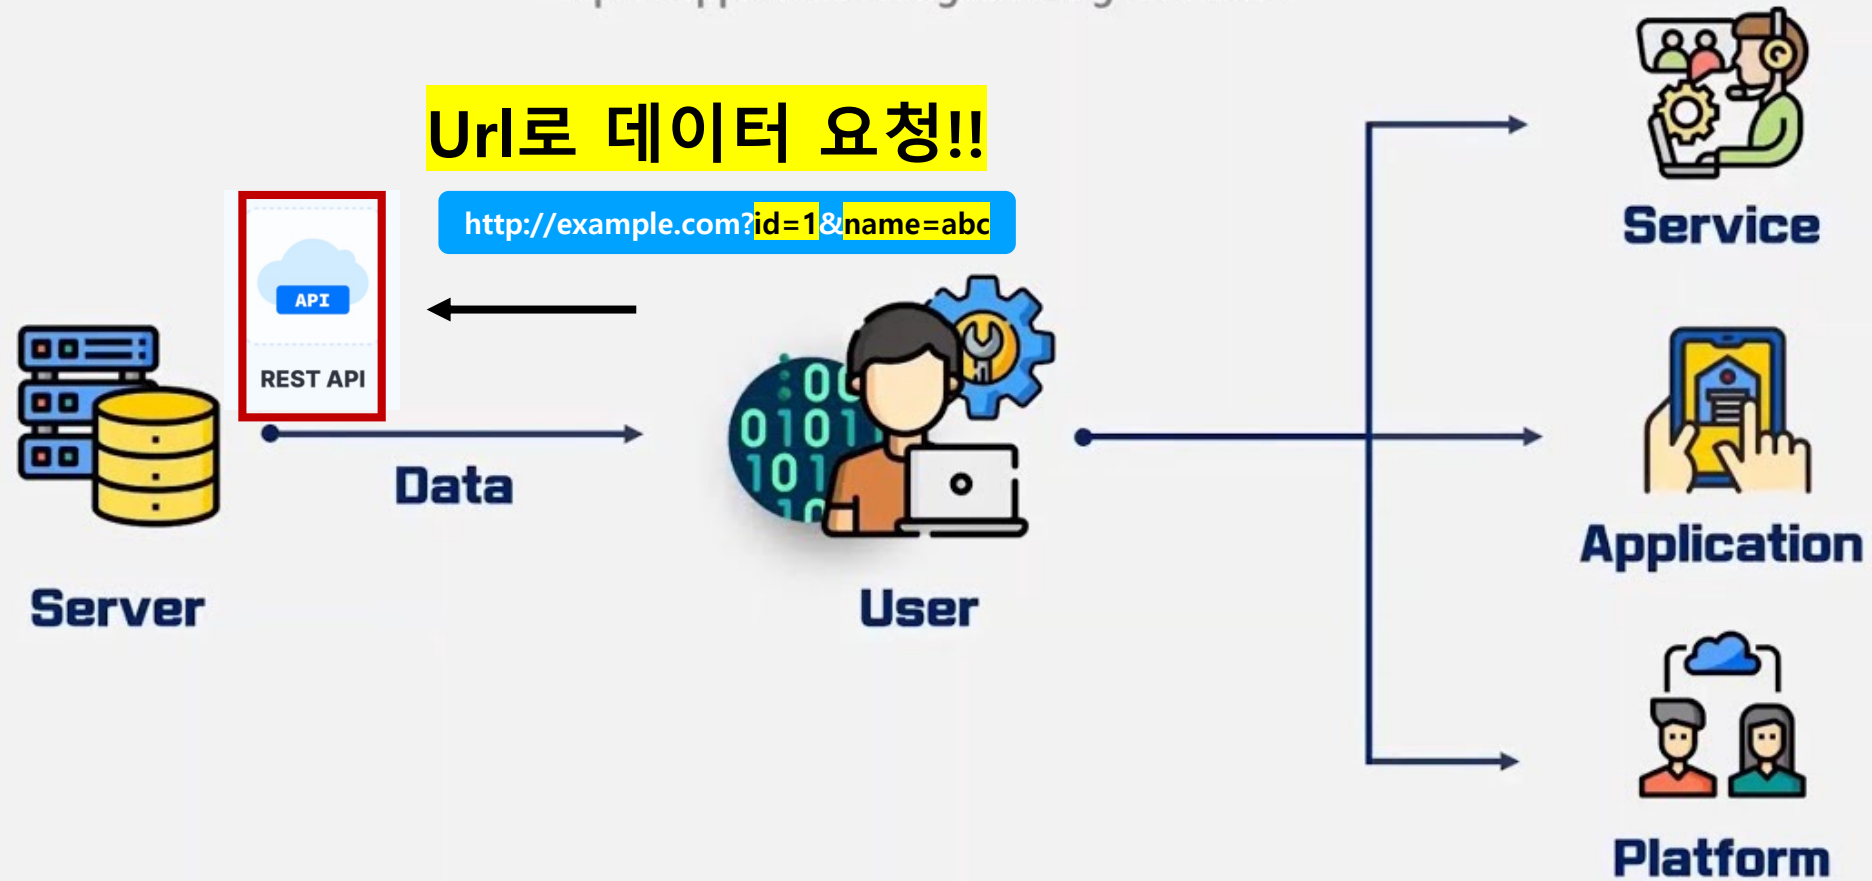 Url로 데이터 요청!!
http://example.com?id=1&name=abc
API
REST API
Data
Server
User
Service
Application
Platform